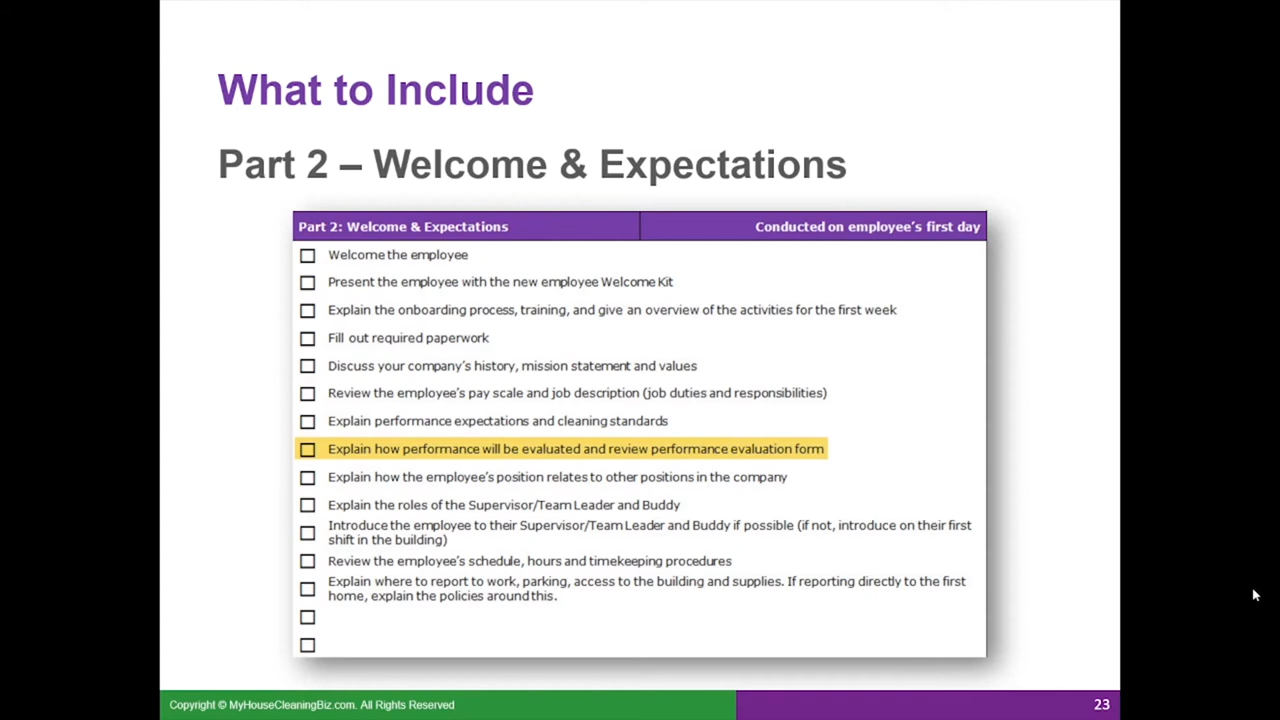 What to Include
Part 2 – Welcome & Expectations
Part 2: Welcome & Expectations
Conducted on employee's first day
Welcome the employee
Present the employee with the new employee Welcome Kit
Explain the onboarding process, training, and give an overview of the activities for the first week
Fill out required paperwork
Discuss your company's history, mission statement and values
Review the employee's pay scale and job description (job duties and responsibilities)
Explain performance expectations and cleaning standards
Explain how performance will be evaluated and review performance evaluation form
Explain how the employee's position relates to other positions in the company
Explain the roles of the Supervisor/Team Leader and Buddy
Introduce the employee to their Supervisor/Team Leader and Buddy if possible (if not, introduce on their first
shift in the building)
Review the employee's schedule, hours and timekeeping procedures
Explain where to report to work, parking, access to the building and supplies. If reporting directly to the first
home, explain the policies around this.
Copyright © MyHouseCleaningBiz.com. All Rights Reserved
23